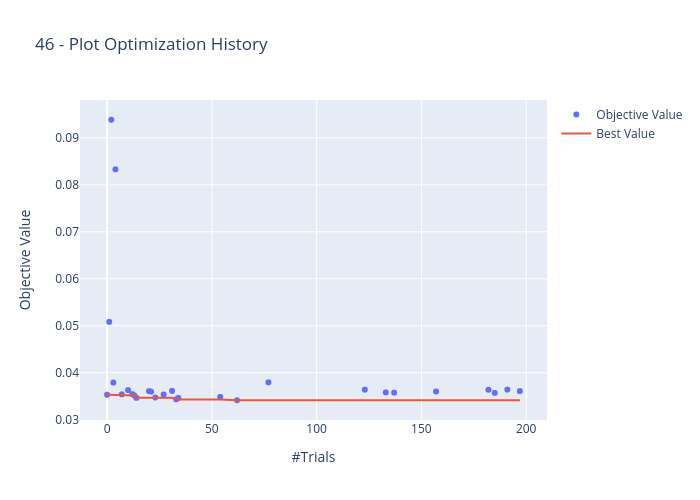 46 - Plot Optimization History
Objective Value
Best Value
0.09
0.08
0.07
0.06
0.05
0.04
0.03
Objective Value
0
50
100
150
200
#Trials